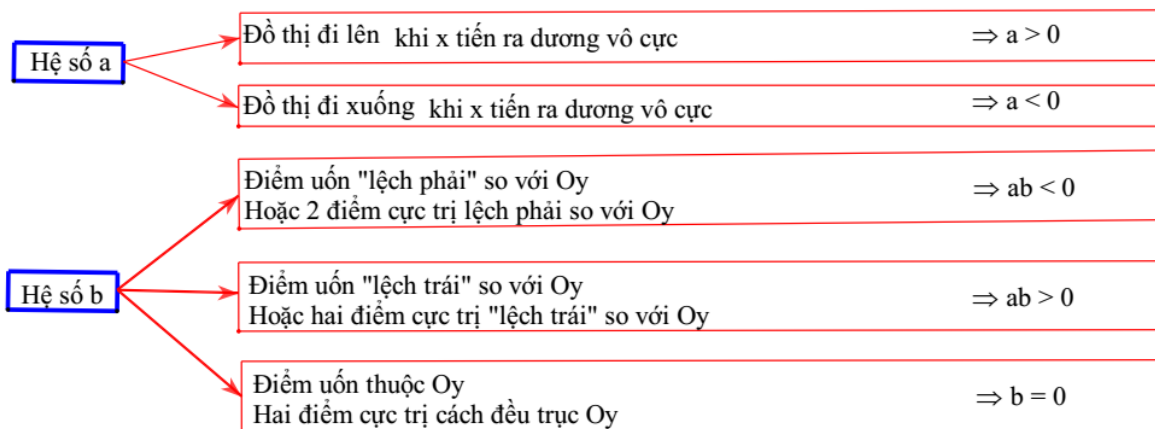 Đồ thị đi lên khi x tiến ra dương vô cực ⇒ a > 0
Hệ số a
Đồ thị đi xuống khi x tiến ra dương vô cực ⇒ a < 0
Điểm uốn "lệch phải" so với Oy
Hoặc 2 điểm cực trị lệch phải so với Oy
⇒ ab < 0
Hệ số b
Điểm uốn "lệch trái" so với Oy
Hoặc hai điểm cực trị "lệch trái" so với Oy
⇒ ab > 0
Điểm uốn thuộc Oy
Hai điểm cực trị cách đều trục Oy
⇒ b = 0